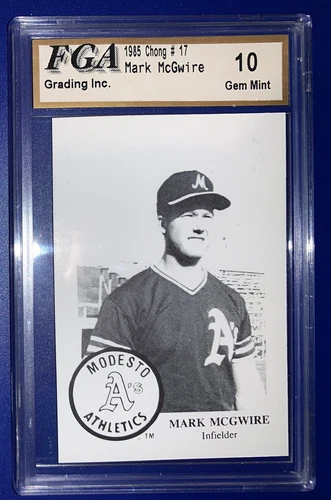 FGA
Grading Inc.
1985 Chong # 17
Mark McGwire
10
Gem Mint
M
A's
MODESTO
A's
ATHLETICS
TM
MARK MCGWIRE
Infielder